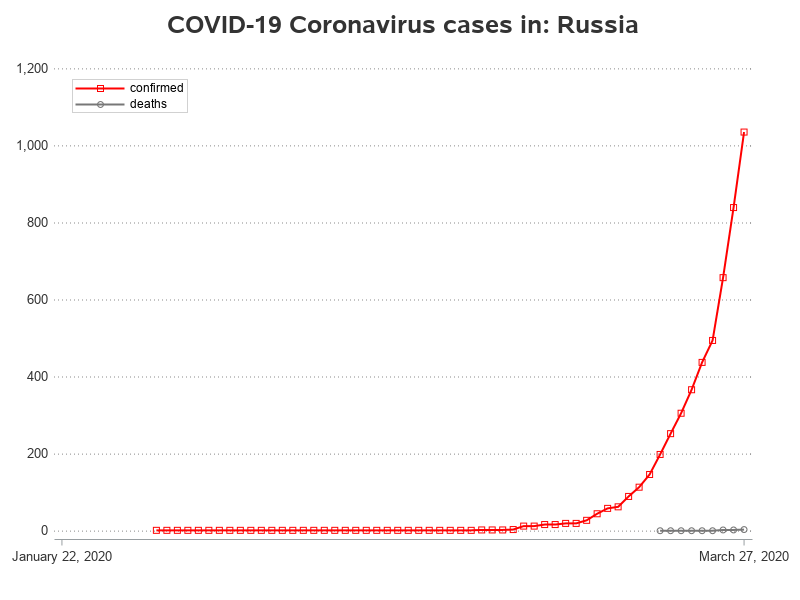 COVID-19 Coronavirus cases in: Russia
1,200
confirmed
deaths
1,000
800
600
400
200
0
January 22, 2020 March 27, 2020